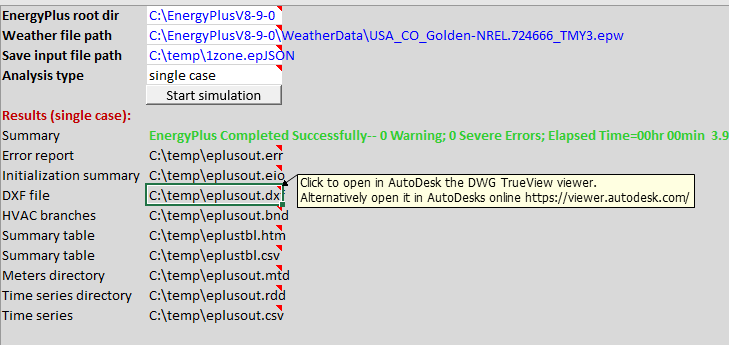 EnergyPlus root dir C:\EnergyPlusV8-9-0
Weather file path C:\EnergyPlusV8-9-0\WeatherData\USA_CO_Golden-NREL.724666_TMY3.epw
Save input file path C:\temp\1zone.epJSON
Analysis type single case
Start simulation
Results (single case):
Summary EnergyPlus Completed Successfully-- 0 Warning; 0 Severe Errors; Elapsed Time=00hr 00min 3.9
Error report C:\temp\eplusout.err
Initialization summary C:\temp\eplusout.eio
DXF file C:\temp\eplusout.dxf
Click to open in AutoDesk the DWG TrueView viewer.
Alternatively open it in AutoDesks online https://viewer.autodesk.com/
HVAC branches C:\temp\eplusout.bnd
Summary table C:\temp\eplustbl.htm
Summary table C:\temp\eplustbl.csv
Meters directory C:\temp\eplusout.mtd
Time series directory C:\temp\eplusout.rdd
Time series C:\temp\eplusout.csv